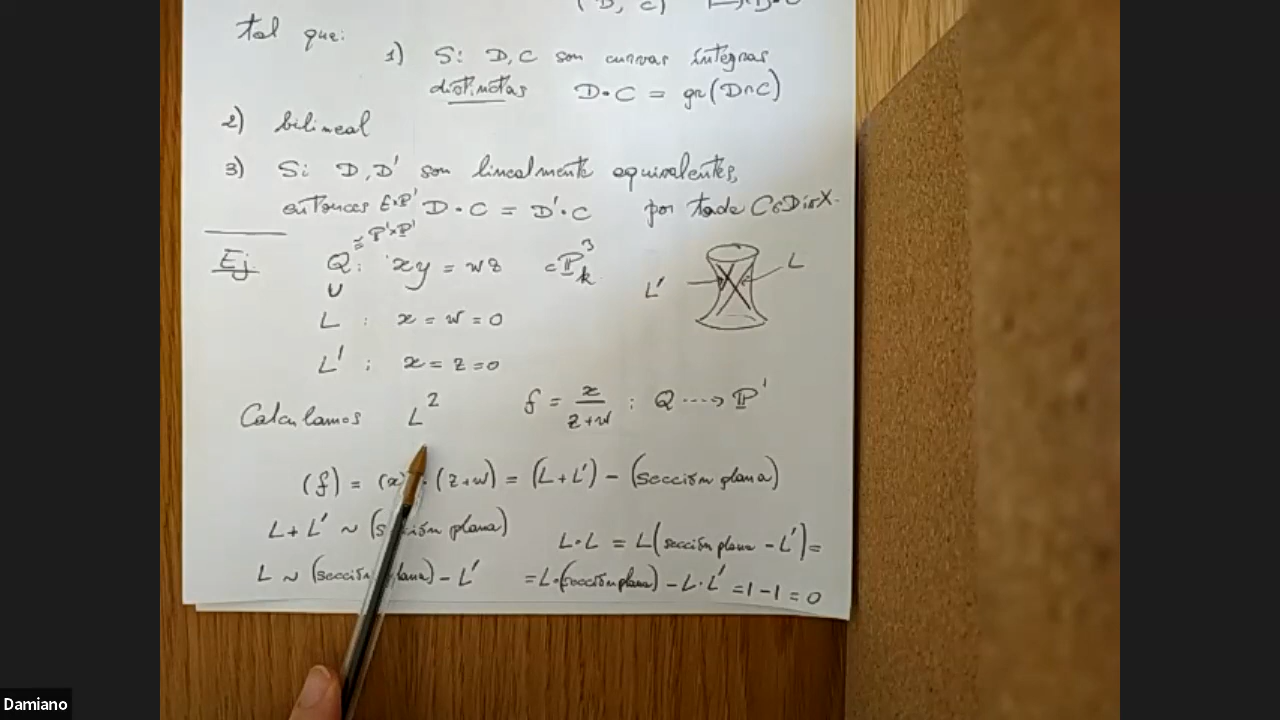 tal que:
1) Si D, C son curvas íntegras
distintas D·C = gr(D∩C)
2) bilineal
3) Si D, D' son linealmente equivalentes,
entonces D·C = D'·C por tode C∈DivX.
≅ P¹×P¹
Ej Q: xy = wz ⊂ P³ₖ
∪
L : x = w = 0
L' : x = z = 0
L' L
Calculamos L² f = x/(z+w) : Q ----> P¹
(f) = (x) - (z+w) = (L+L') - (sección plana)
L+L' ~ (sección plana)
L·L = L(sección plana - L') =
L ~ (sección plana) - L' = L·(sección plana) - L·L' = 1-1 = 0
Damiano